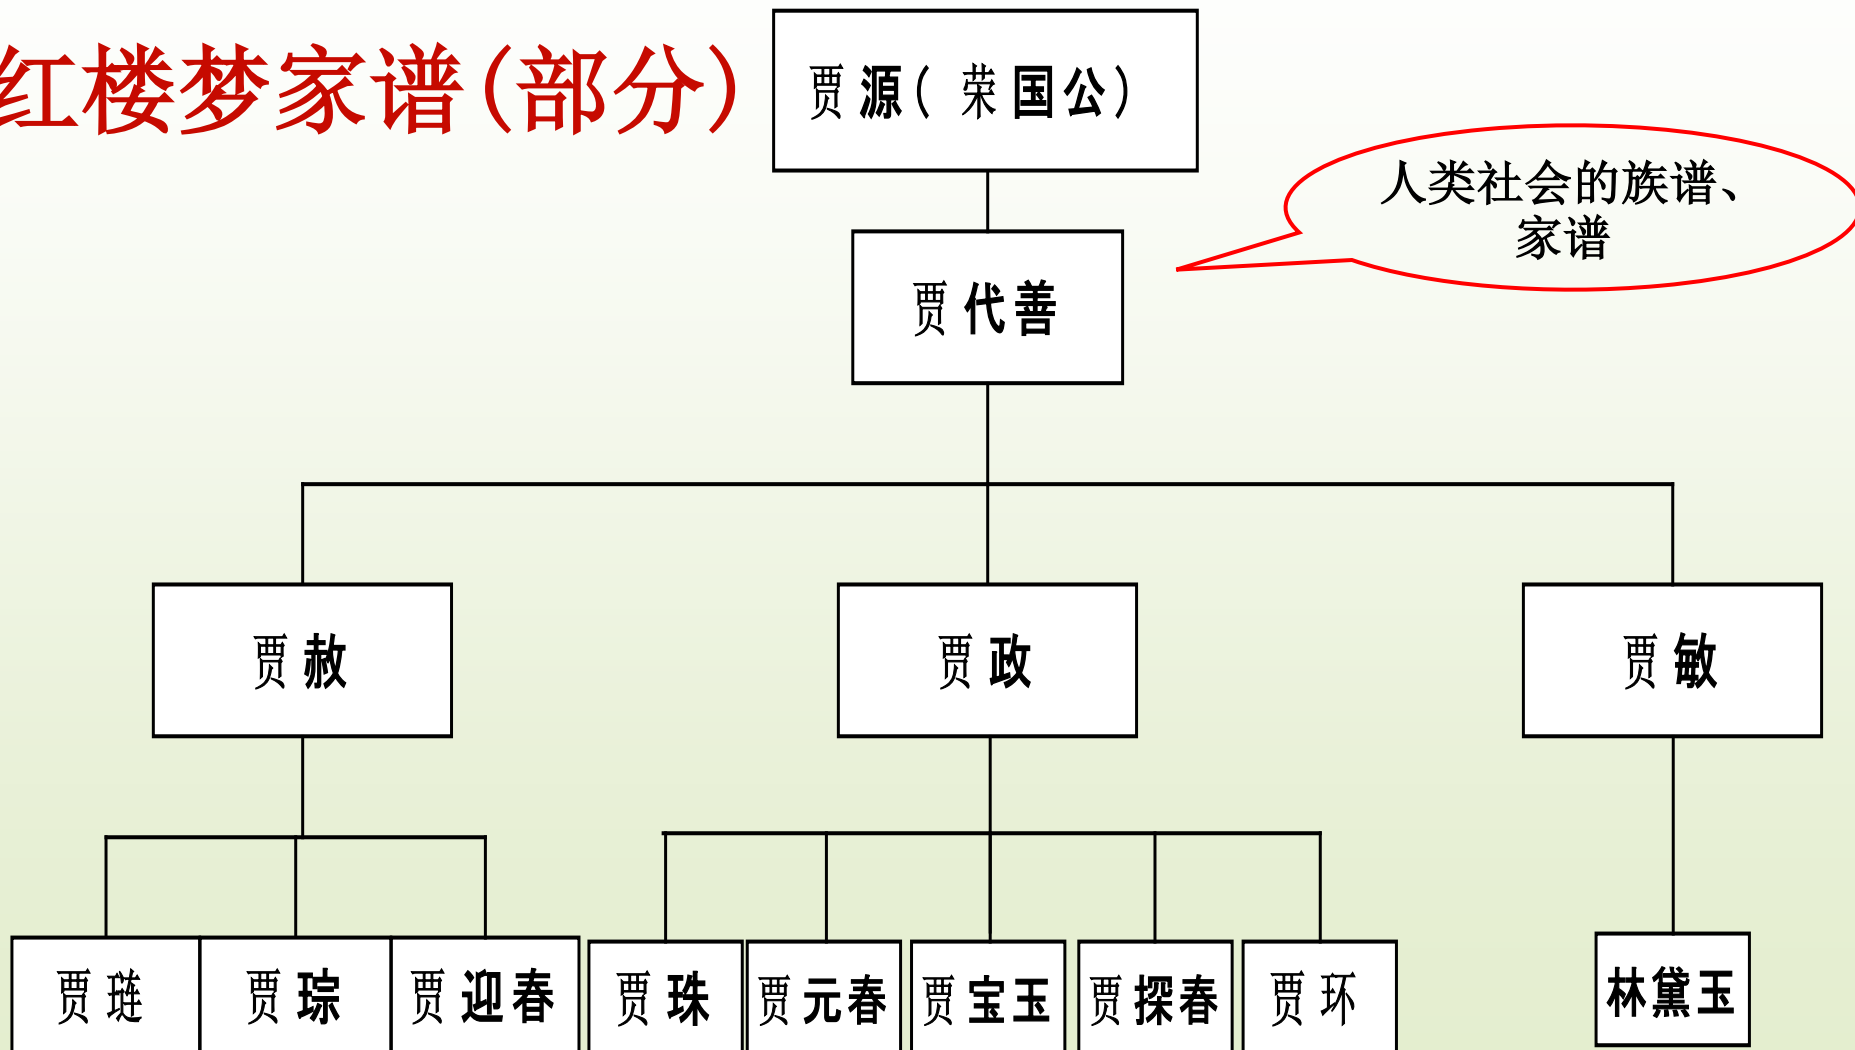 红楼梦家谱(部分)
贾源(荣国公)
人类社会的族谱、
家谱
贾代善
贾赦
贾政
贾敏
贾琏
贾琮
贾迎春
贾珠
贾元春
贾宝玉
贾探春
贾环
林黛玉